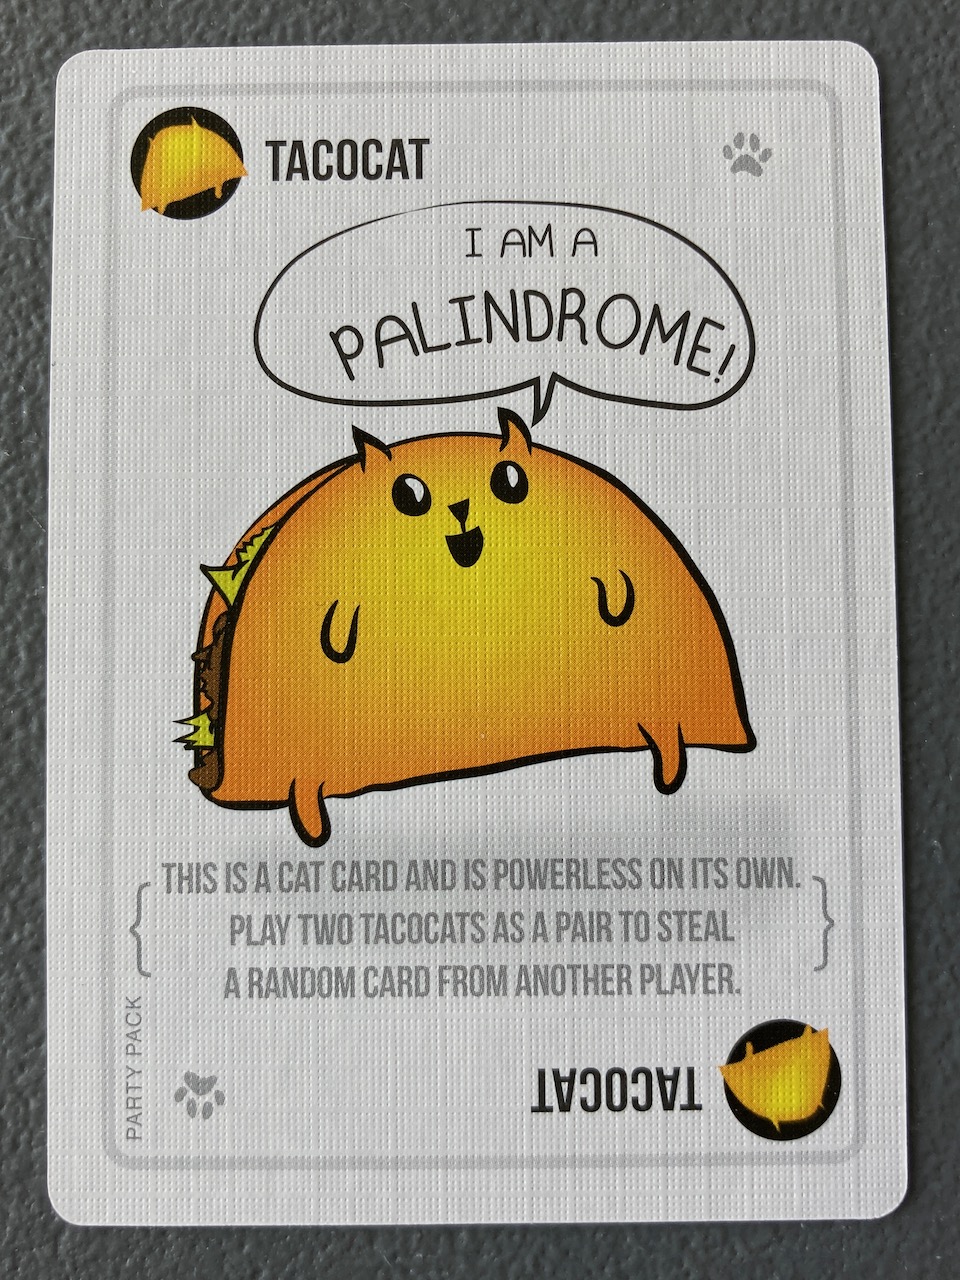 TACOCAT
I AM A
PALINDROME!
THIS IS A CAT CARD AND IS POWERLESS ON ITS OWN.
PLAY TWO TACOCATS AS A PAIR TO STEAL
A RANDOM CARD FROM ANOTHER PLAYER.
PARTY PACK
TACOCAT